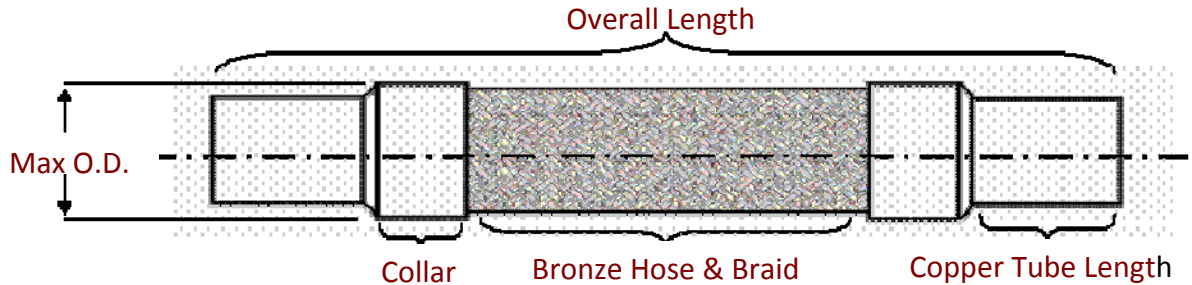 Overall Length
Max O.D.
Collar
Bronze Hose & Braid
Copper Tube Length